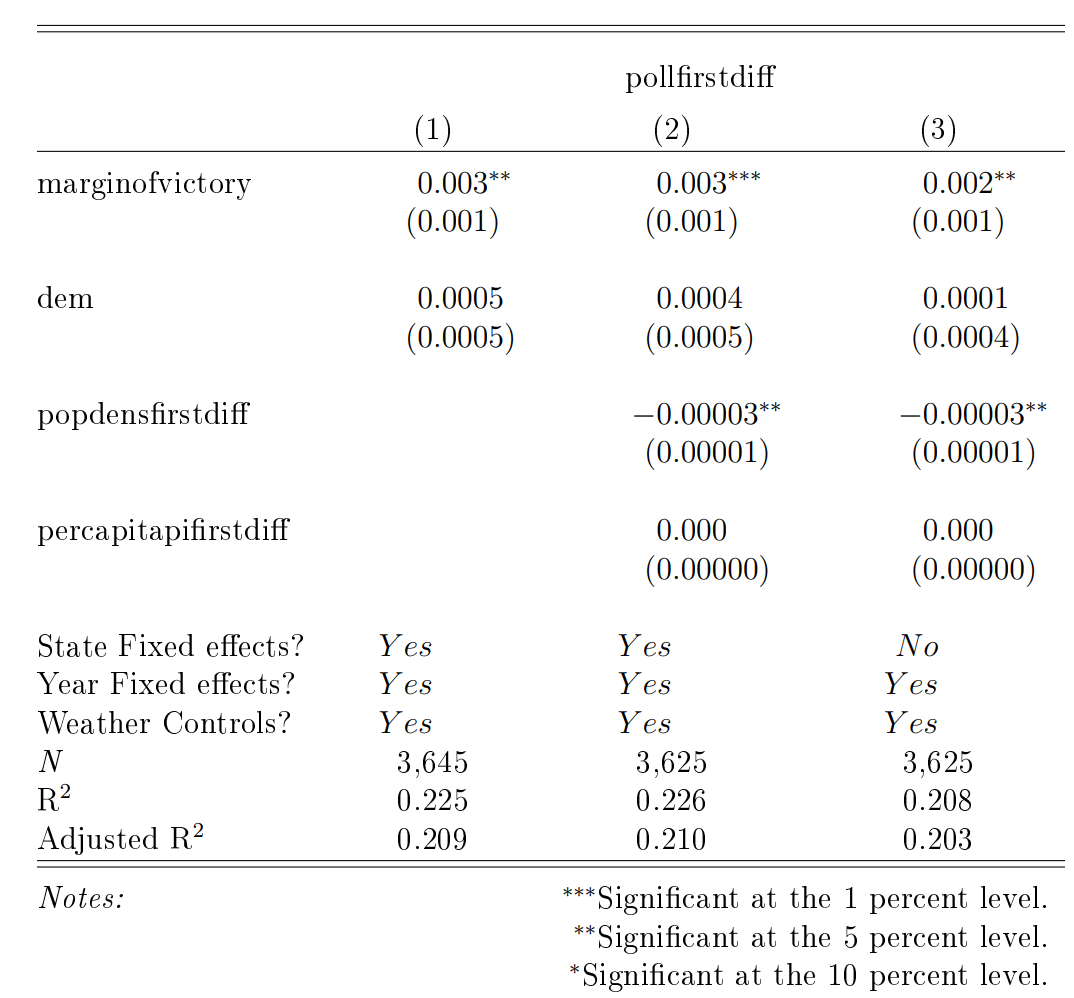 pollfirstdiff
(1) (2) (3)
marginofvictory 0.003** 0.003*** 0.002**
(0.001) (0.001) (0.001)
dem 0.0005 0.0004 0.0001
(0.0005) (0.0005) (0.0004)
popdensfirstdiff −0.00003** −0.00003**
(0.00001) (0.00001)
percapitapifirstdiff 0.000 0.000
(0.00000) (0.00000)
State Fixed effects? Yes Yes No
Year Fixed effects? Yes Yes Yes
Weather Controls? Yes Yes Yes
N 3,645 3,625 3,625
R² 0.225 0.226 0.208
Adjusted R² 0.209 0.210 0.203
Notes: ***Significant at the 1 percent level.
**Significant at the 5 percent level.
*Significant at the 10 percent level.